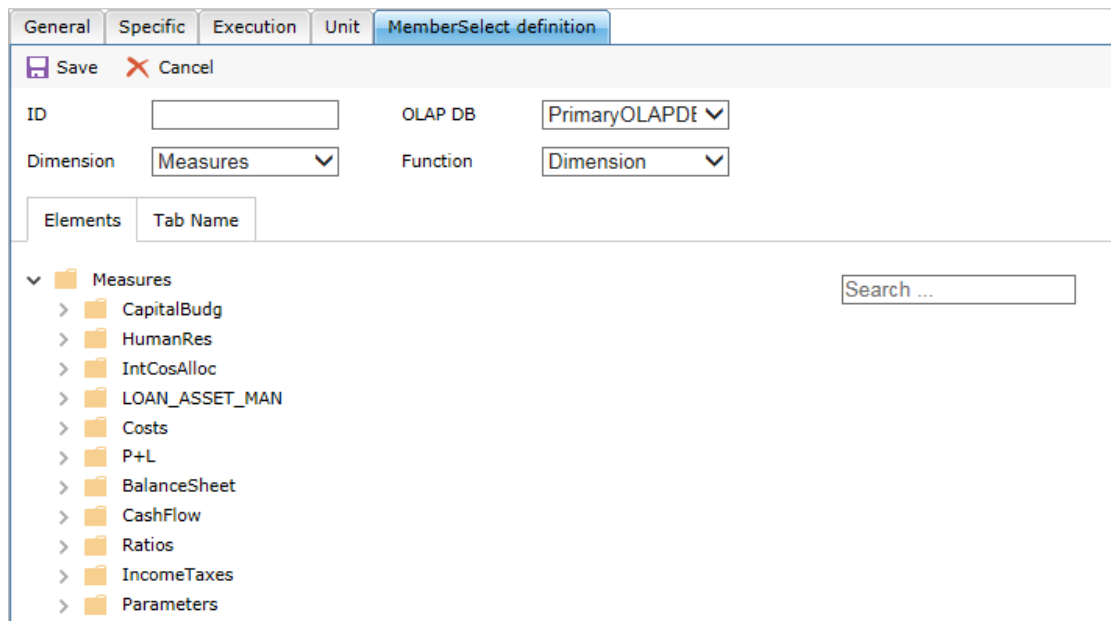 General Specific Execution Unit MemberSelect definition
Save Cancel
ID OLAP DB PrimaryOLAPDB
Dimension Measures Function Dimension
Elements Tab Name
Measures
Search ...
CapitalBudg
HumanRes
IntCosAlloc
LOAN_ASSET_MAN
Costs
P+L
BalanceSheet
CashFlow
Ratios
IncomeTaxes
Parameters